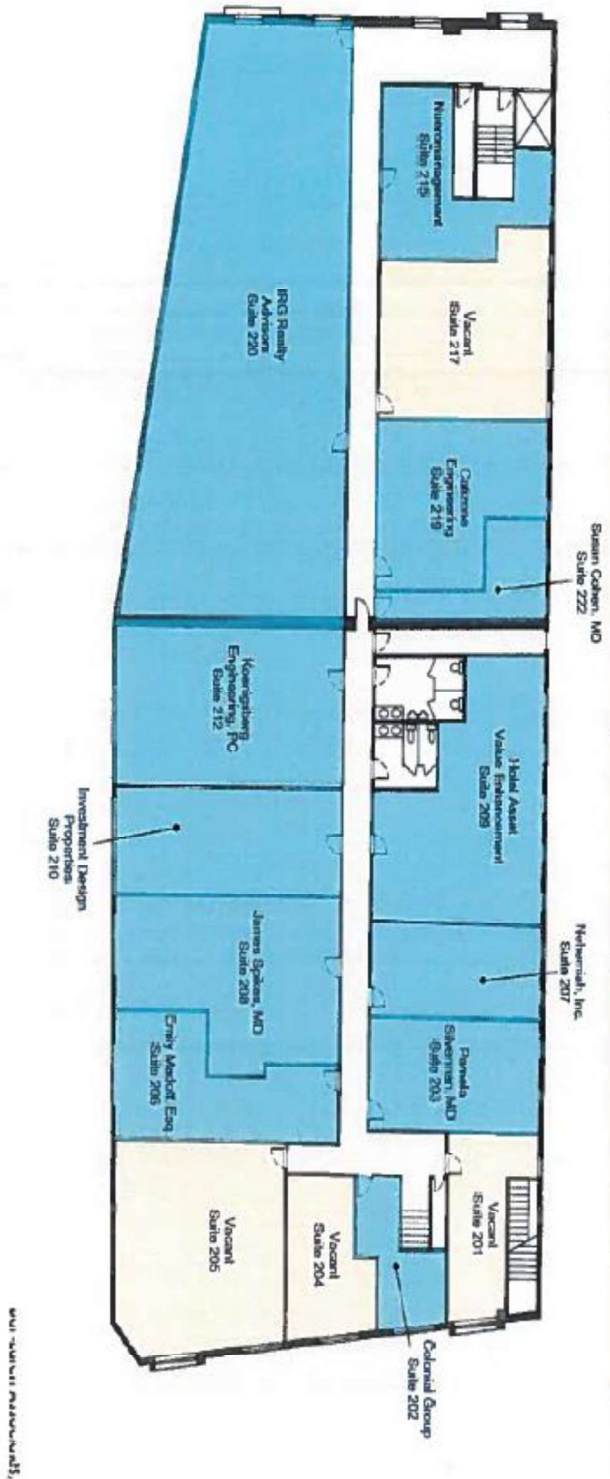 Nueromanagement
Suite 215
Vacant
Suite 217
Susan Cohen, MD
Suite 222
Engineering
Suite 219
IRG Realty
Advisors
Suite 220
Hotel Asset
Value Enhancement
Suite 209
Nehemiah, Inc.
Suite 207
Pamela
Silverman, MD
Suite 203
Vacant
Suite 201
Colonial Group
Suite 202
Koenigsberg
Engineering, PC
Suite 212
Investment Design
Properties
Suite 210
James Spikes, MD
Suite 208
Emily Madoff, Esq
Suite 206
Vacant
Suite 205
Vacant
Suite 204